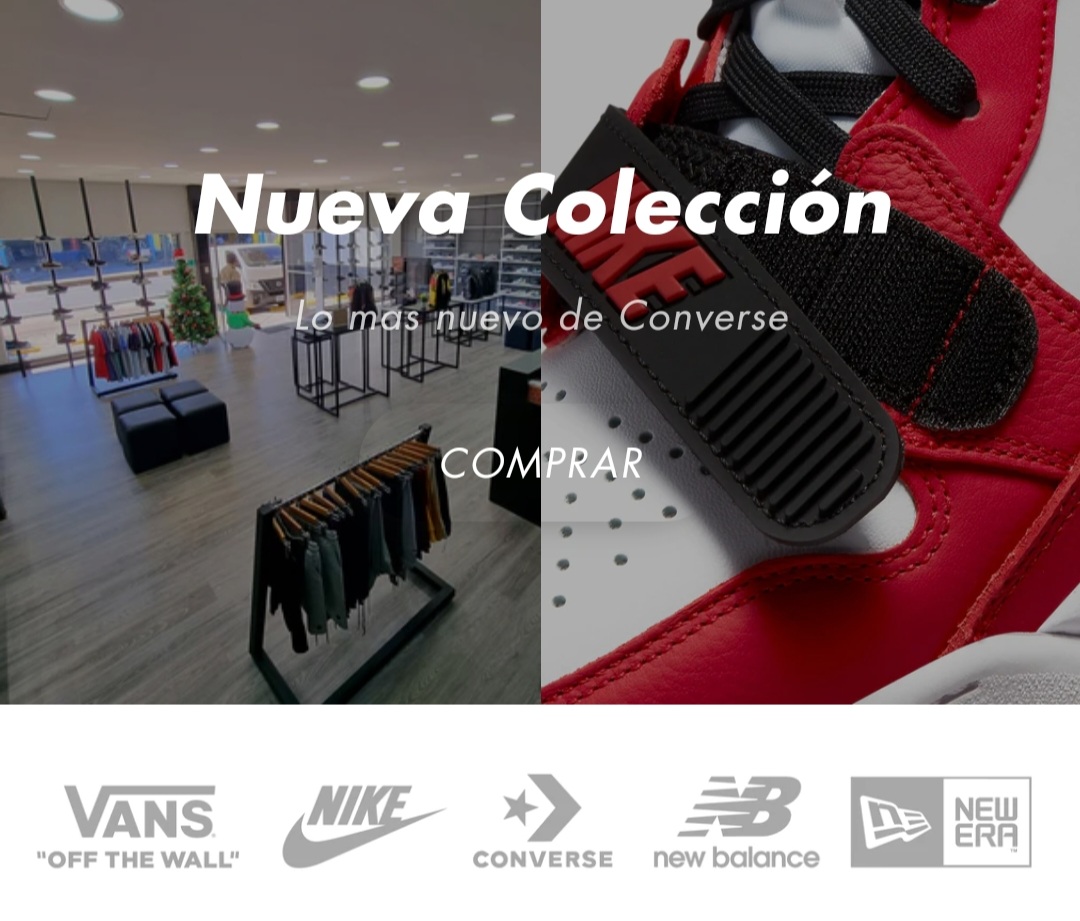 Nueva Colección
NIKE
Lo mas nuevo de Converse
COMPRAR
VANS
"OFF THE WALL"
NIKE
CONVERSE
NB
new balance
NEW
ERA